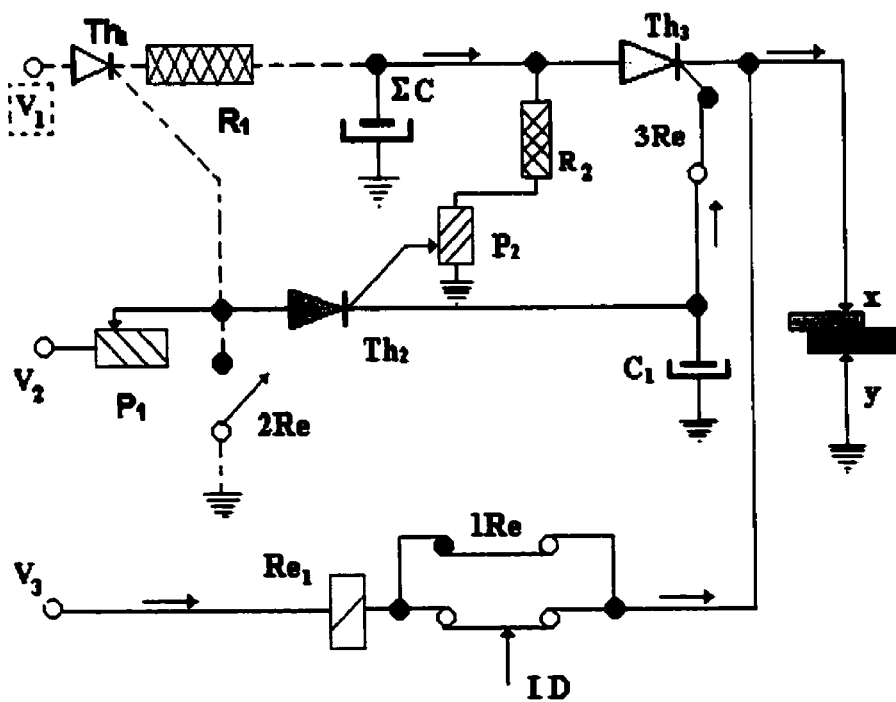 Th₁
Th₃
V₁
R₁
ΣC
R₂
3Re
P₂
V₂
P₁
Th₂
C₁
x
y
2Re
1Re
V₃
Re₁
ID